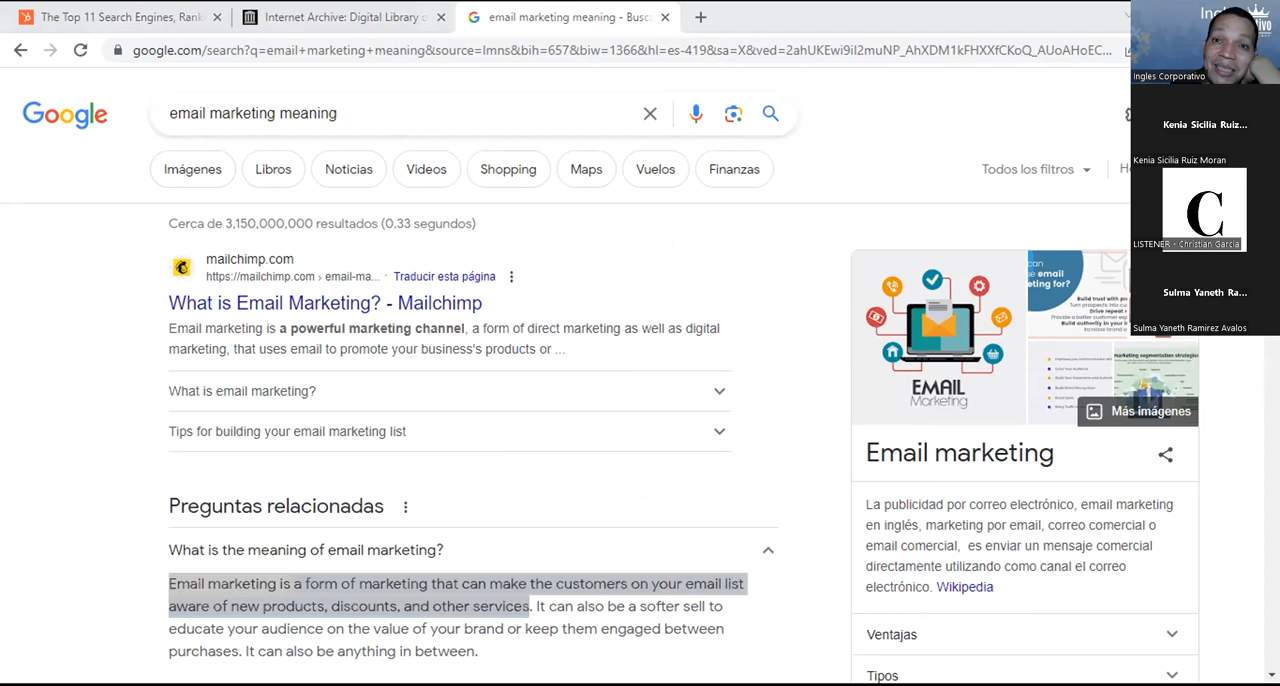 The Top 11 Search Engines, Rank
Internet Archive: Digital Library o
email marketing meaning - Busc
google.com/search?q=email+marketing+meaning&source=lmns&bih=657&biw=1366&hl=es-419&sa=X&ved=2ahUKEwi9iI2muNP_AhXDM1kFHXXfCKoQ_AUoAHoEC...
Ingles Corporativo
Google
email marketing meaning
Kenia Sicilia Ruiz...
Kenia Sicilia Ruiz Moran
Imágenes
Libros
Noticias
Videos
Shopping
Maps
Vuelos
Finanzas
Todos los filtros
C
LISTENER - Christian Garcia
Cerca de 3,150,000,000 resultados (0.33 segundos)
Sulma Yaneth Ra...
Sulma Yaneth Ramirez Avalos
mailchimp.com
https://mailchimp.com › email-ma... · Traducir esta página
What is Email Marketing? - Mailchimp
Email marketing is a powerful marketing channel, a form of direct marketing as well as digital
marketing, that uses email to promote your business's products or ...
What is email marketing?
Tips for building your email marketing list
EMAIL
Marketing
Más imágenes
Email marketing
La publicidad por correo electrónico, email marketing
en inglés, marketing por email, correo comercial o
email comercial, es enviar un mensaje comercial
directamente utilizando como canal el correo
electrónico. Wikipedia
Ventajas
Tipos
Preguntas relacionadas
What is the meaning of email marketing?
Email marketing is a form of marketing that can make the customers on your email list
aware of new products, discounts, and other services. It can also be a softer sell to
educate your audience on the value of your brand or keep them engaged between
purchases. It can also be anything in between.